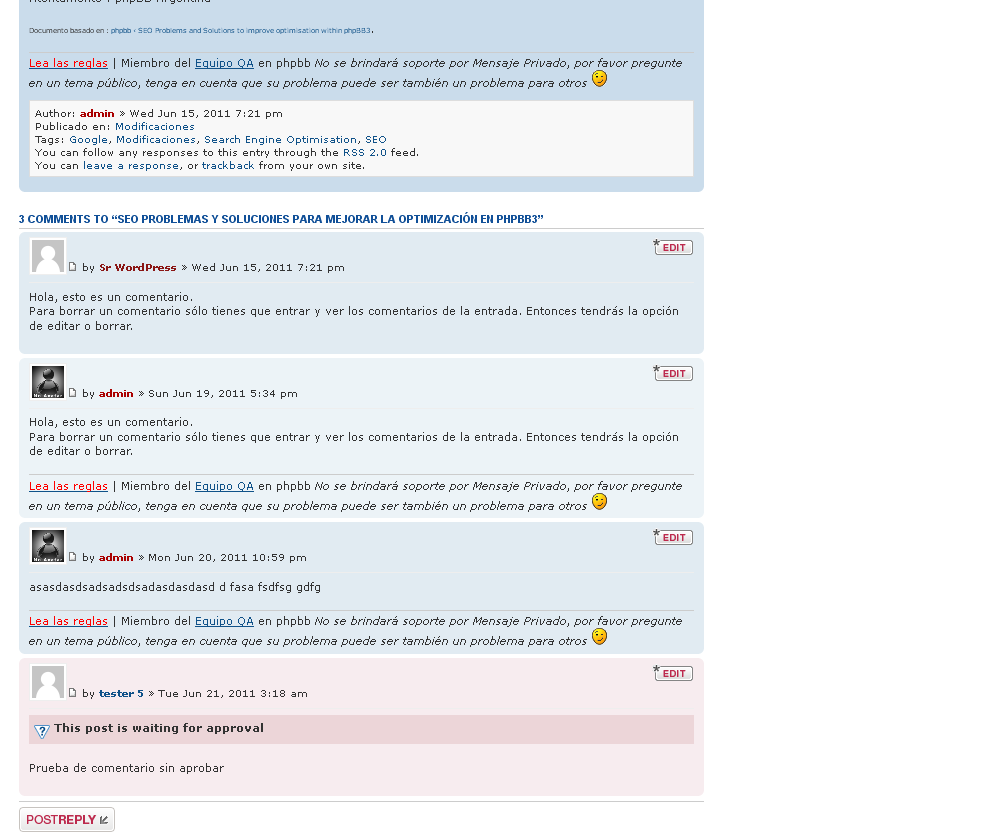 Documento basado en : phpbb - SEO Problems and Solutions to improve optimisation within phpBB3.
Lea las reglas | Miembro del Equipo QA en phpbb No se brindará soporte por Mensaje Privado, por favor pregunte
en un tema público, tenga en cuenta que su problema puede ser también un problema para otros
Author: admin » Wed Jun 15, 2011 7:21 pm
Publicado en: Modificaciones
Tags: Google, Modificaciones, Search Engine Optimisation, SEO
You can follow any responses to this entry through the RSS 2.0 feed.
You can leave a response, or trackback from your own site.
3 COMMENTS TO “SEO PROBLEMAS Y SOLUCIONES PARA MEJORAR LA OPTIMIZACIÓN EN PHPBB3”
* EDIT
by Sr WordPress » Wed Jun 15, 2011 7:21 pm
Hola, esto es un comentario.
Para borrar un comentario sólo tienes que entrar y ver los comentarios de la entrada. Entonces tendrás la opción
de editar o borrar.
* EDIT
by admin » Sun Jun 19, 2011 5:34 pm
Hola, esto es un comentario.
Para borrar un comentario sólo tienes que entrar y ver los comentarios de la entrada. Entonces tendrás la opción
de editar o borrar.
Lea las reglas | Miembro del Equipo QA en phpbb No se brindará soporte por Mensaje Privado, por favor pregunte
en un tema público, tenga en cuenta que su problema puede ser también un problema para otros
* EDIT
by admin » Mon Jun 20, 2011 10:59 pm
asasdasdsadsadsdsadasdasdasd d fasa fsdfsg gdfg
Lea las reglas | Miembro del Equipo QA en phpbb No se brindará soporte por Mensaje Privado, por favor pregunte
en un tema público, tenga en cuenta que su problema puede ser también un problema para otros
* EDIT
by tester 5 » Tue Jun 21, 2011 3:18 am
? This post is waiting for approval
Prueba de comentario sin aprobar
POSTREPLY